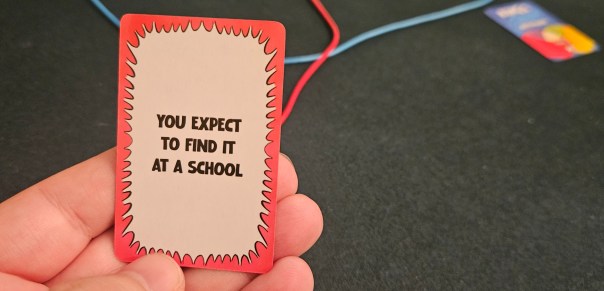 YOU EXPECT
TO FIND IT
AT A SCHOOL